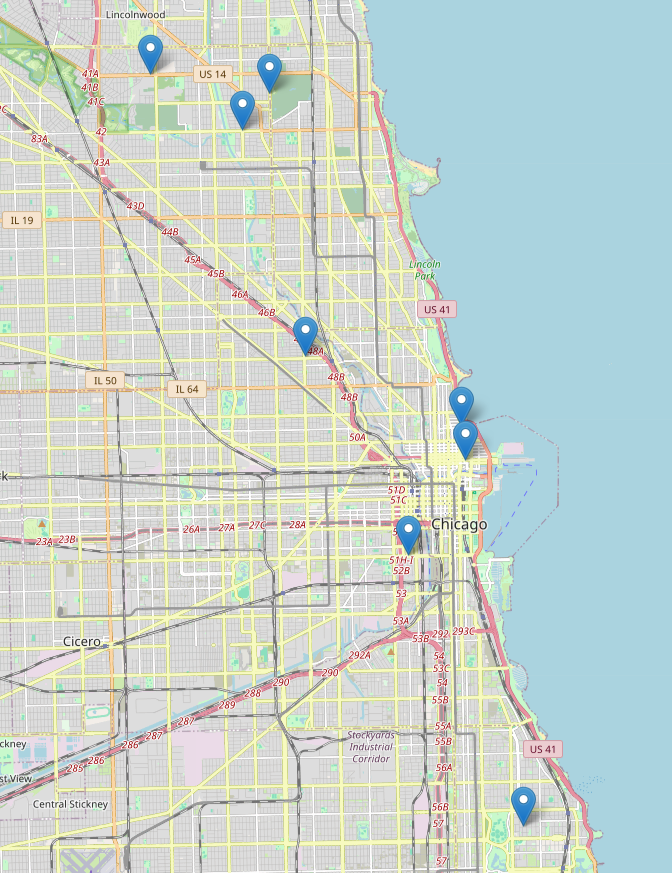 Lincolnwood
US 14
41A
41B
41C
42
83A
43A
IL 19
43D
44B
45A
45B
46A
46B
Lincoln
Park
US 41
48A
48B
48B
IL 50
IL 64
50A
k
51D
51C
Chicago
28A
27C
27A
26A
23B
23A
51H-J
52B
53
53A
53B
292
293C
Cicero
292A
290
290
54
53C
54
55B
288
289
287
287
286
286
285
55A
55B
56A
Stockyards
Industrial
Corridor
US 41
ckney
st View
Central Stickney
56B
57
57